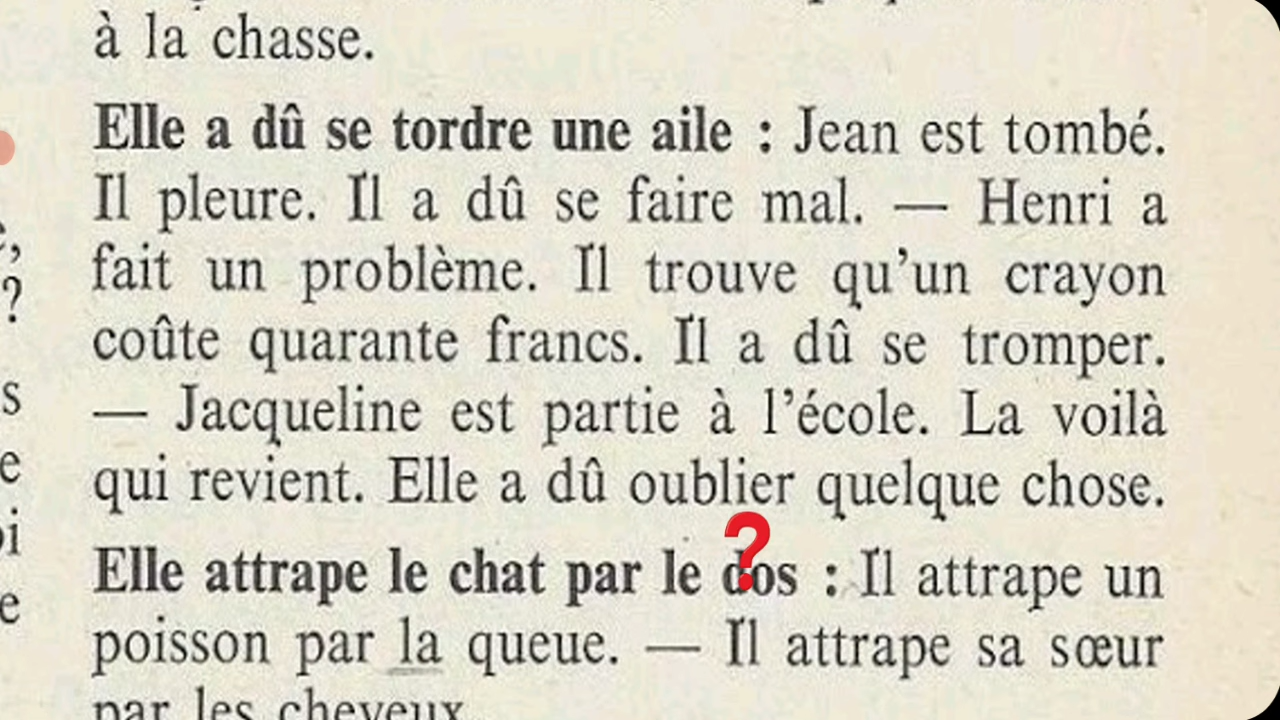 à la chasse.
Elle a dû se tordre une aile : Jean est tombé.
Il pleure. Il a dû se faire mal. — Henri a
fait un problème. Il trouve qu'un crayon
coûte quarante francs. Il a dû se tromper.
— Jacqueline est partie à l'école. La voilà
qui revient. Elle a dû oublier quelque chose.
?
Elle attrape le chat par le dos : Il attrape un
poisson par la queue. — Il attrape sa sœur
par les cheveux.